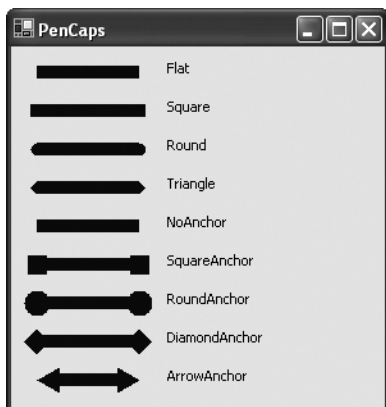 PenCaps
Flat
Square
Round
Triangle
NoAnchor
SquareAnchor
RoundAnchor
DiamondAnchor
ArrowAnchor